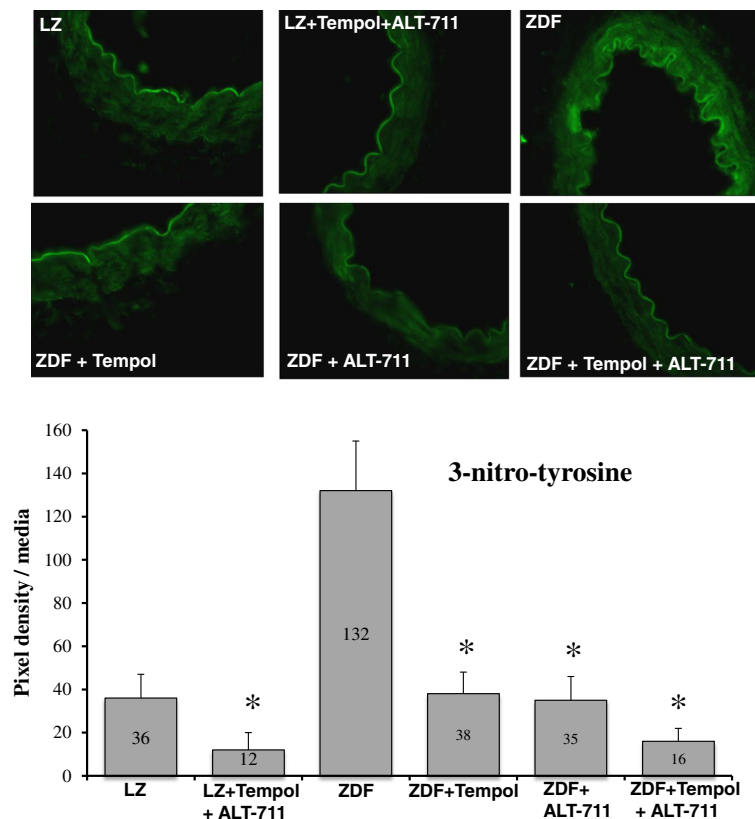 LZ
LZ+Tempol+ALT-711
ZDF
ZDF + Tempol
ZDF + ALT-711
ZDF + Tempol + ALT-711
3-nitro-tyrosine
Pixel density / media
160
140
120
100
80
60
40
20
0
*
*
*
*
36
12
132
38
35
16
LZ
LZ+Tempol
+ ALT-711
ZDF
ZDF+Tempol
ZDF+
ALT-711
ZDF+Tempol
+ ALT-711